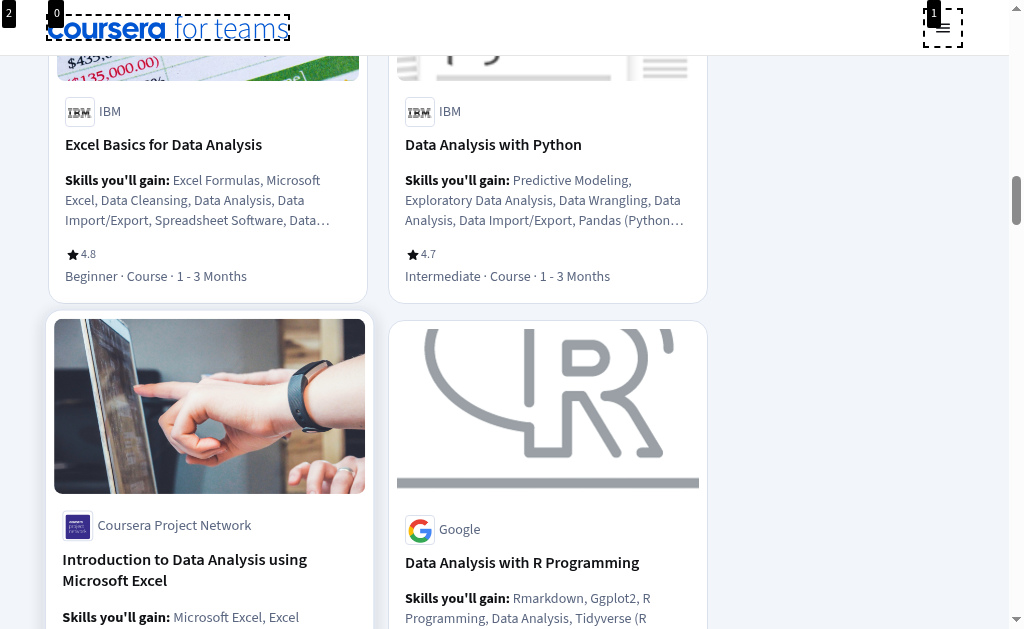 2
0
coursera for teams
1
$435,
($135,000.00)
IBM
IBM
Excel Basics for Data Analysis
Skills you'll gain: Excel Formulas, Microsoft
Excel, Data Cleansing, Data Analysis, Data
Import/Export, Spreadsheet Software, Data…
4.8
Beginner · Course · 1 - 3 Months
IBM
IBM
Data Analysis with Python
Skills you'll gain: Predictive Modeling,
Exploratory Data Analysis, Data Wrangling, Data
Analysis, Data Import/Export, Pandas (Python…
4.7
Intermediate · Course · 1 - 3 Months
coursera project network
Coursera Project Network
Introduction to Data Analysis using
Microsoft Excel
Skills you'll gain: Microsoft Excel, Excel
R
G
Google
Data Analysis with R Programming
Skills you'll gain: Rmarkdown, Ggplot2, R
Programming, Data Analysis, Tidyverse (R